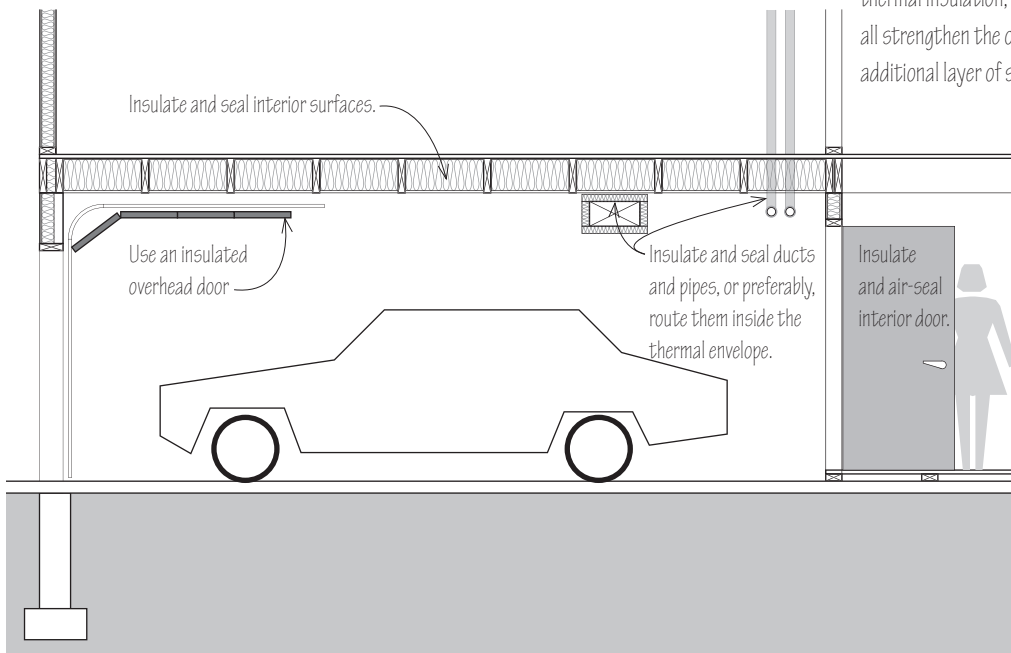 thermal insulation,
all strengthen the
additional layer of
Insulate and seal interior surfaces.
Use an insulated
overhead door
Insulate and seal ducts
and pipes, or preferably,
route them inside the
thermal envelope.
Insulate
and air-seal
interior door.